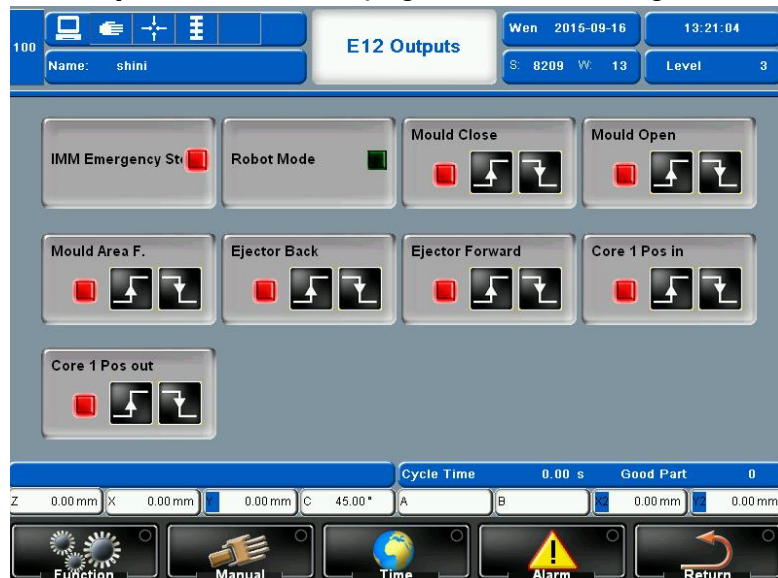 100
E12 Outputs
Wen 2015-09-16
13:21:04
Name: shini
S: 8209 W: 13
Level 3
IMM Emergency Sto
Robot Mode
Mould Close
Mould Open
Mould Area F.
Ejector Back
Ejector Forward
Core 1 Pos in
Core 1 Pos out
Cycle Time 0.00 s Good Part 0
Z 0.00 mm X 0.00 mm Y 0.00 mm C 45.00° A B X2 0.00 mm Y2 0.00 mm
Function Manual Time Alarm Return